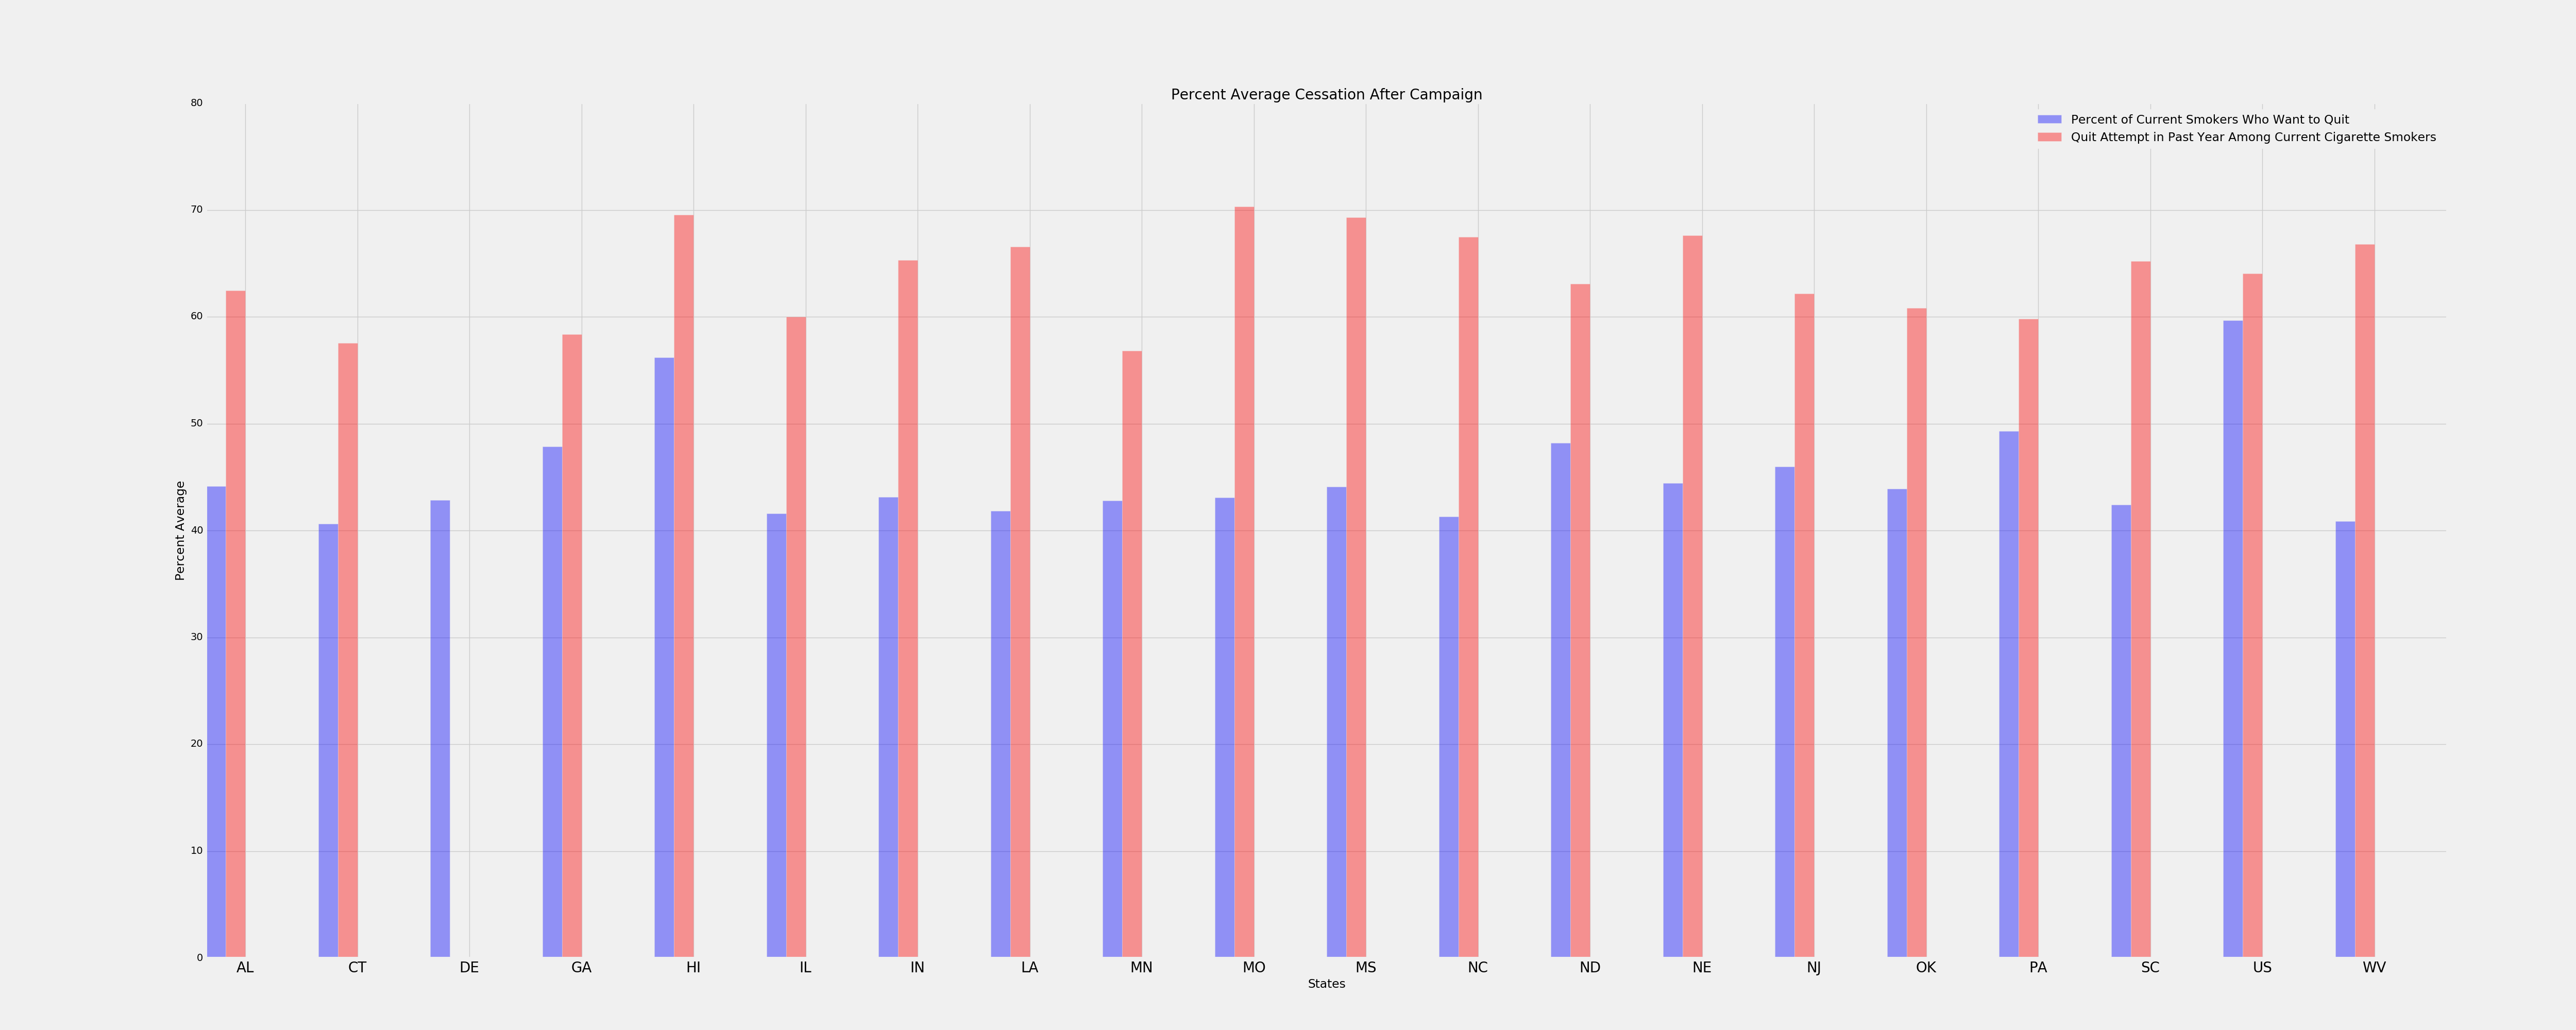 Percent Average Cessation After Campaign
Percent of Current Smokers Who Want to Quit
Quit Attempt in Past Year Among Current Cigarette Smokers
80
70
60
50
40
30
20
10
0
Percent Average
AL CT DE GA HI IL IN LA MN MO MS NC ND NE NJ OK PA SC US WV
States